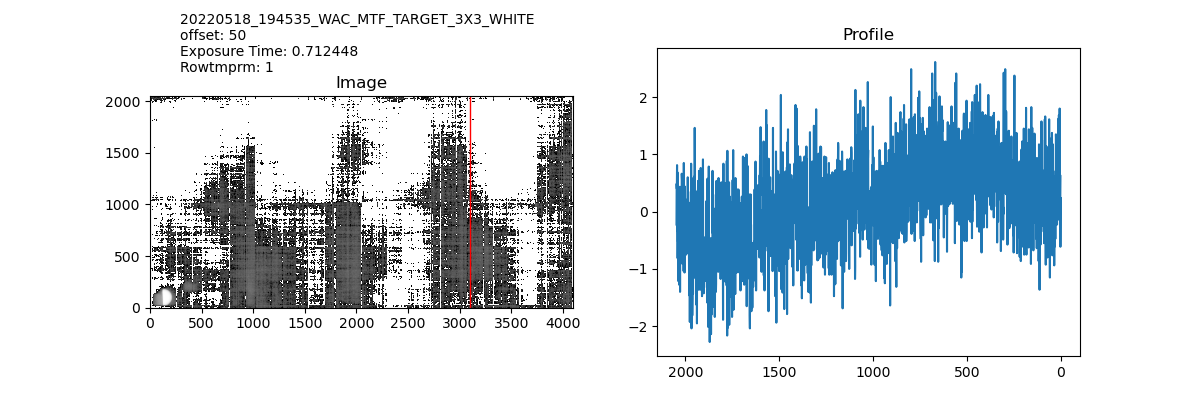 20220518_194535_WAC_MTF_TARGET_3X3_WHITE
offset: 50
Exposure Time: 0.712448
Rowtmprm: 1
Image
2000
1500
1000
500
0
0 500 1000 1500 2000 2500 3000 3500 4000
Profile
2
1
0
−1
−2
2000 1500 1000 500 0